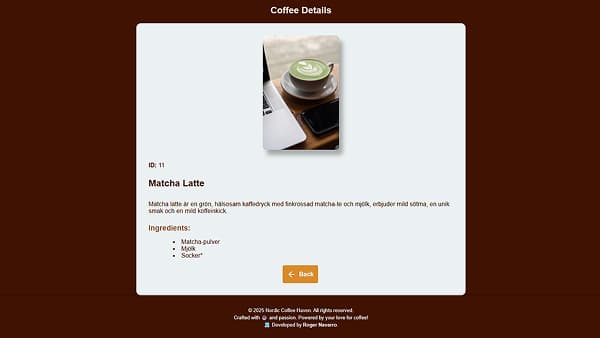 Coffee Details
ID: 11
Matcha Latte
Matcha latte är en grön, hälsosam kaffedryck med finkrossad matcha-te och mjölk, erbjuder mild sötma, en unik
smak och en mild koffeinkick.
Ingredients:
• Matcha-pulver
• Mjölk
• Socker*
← Back
© 2025 Nordic Coffee Haven. All rights reserved.
Crafted with and passion. Powered by your love for coffee!
Developed by Roger Navarro.